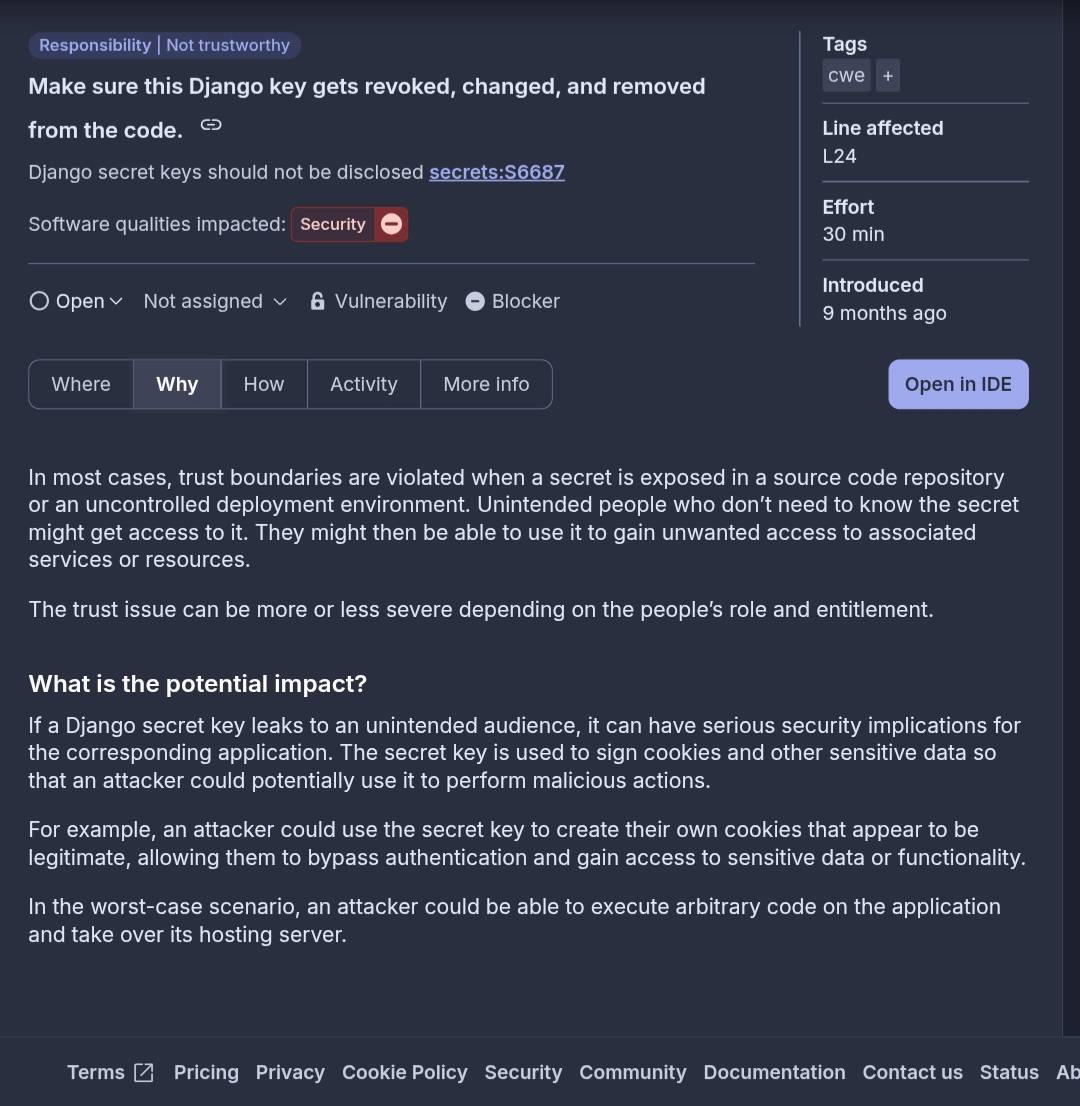 Responsibility | Not trustworthy
Make sure this Django key gets revoked, changed, and removed
from the code.
Django secret keys should not be disclosed secrets:S6687
Software qualities impacted: Security
Open Not assigned Vulnerability Blocker
Tags
cwe +
Line affected
L24
Effort
30 min
Introduced
9 months ago
Where Why How Activity More info
Open in IDE
In most cases, trust boundaries are violated when a secret is exposed in a source code repository
or an uncontrolled deployment environment. Unintended people who don’t need to know the secret
might get access to it. They might then be able to use it to gain unwanted access to associated
services or resources.
The trust issue can be more or less severe depending on the people’s role and entitlement.
What is the potential impact?
If a Django secret key leaks to an unintended audience, it can have serious security implications for
the corresponding application. The secret key is used to sign cookies and other sensitive data so
that an attacker could potentially use it to perform malicious actions.
For example, an attacker could use the secret key to create their own cookies that appear to be
legitimate, allowing them to bypass authentication and gain access to sensitive data or functionality.
In the worst-case scenario, an attacker could be able to execute arbitrary code on the application
and take over its hosting server.
Terms Pricing Privacy Cookie Policy Security Community Documentation Contact us Status Ab